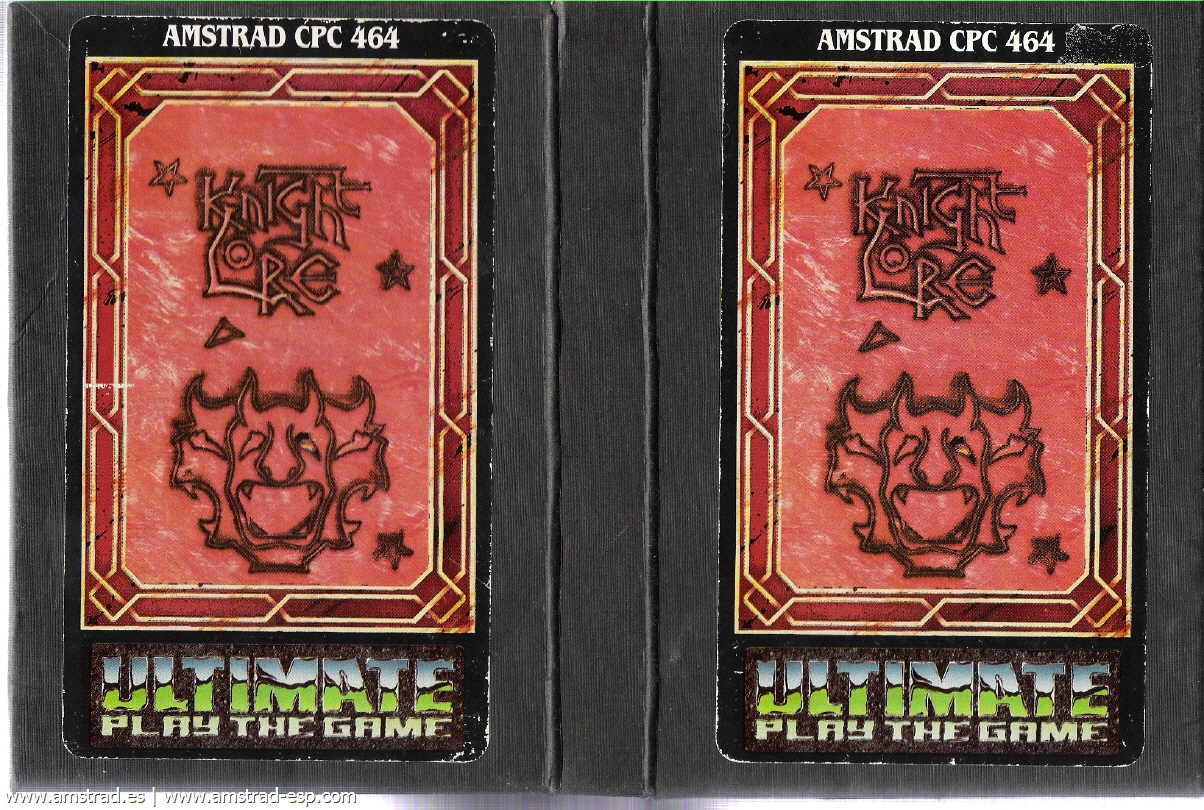 AMSTRAD CPC 464
KNIGHT
LORE
ULTIMATE
PLAY THE GAME
AMSTRAD CPC 464
KNIGHT
LORE
ULTIMATE
PLAY THE GAME
www.amstrad.es | www.amstrad-esp.com